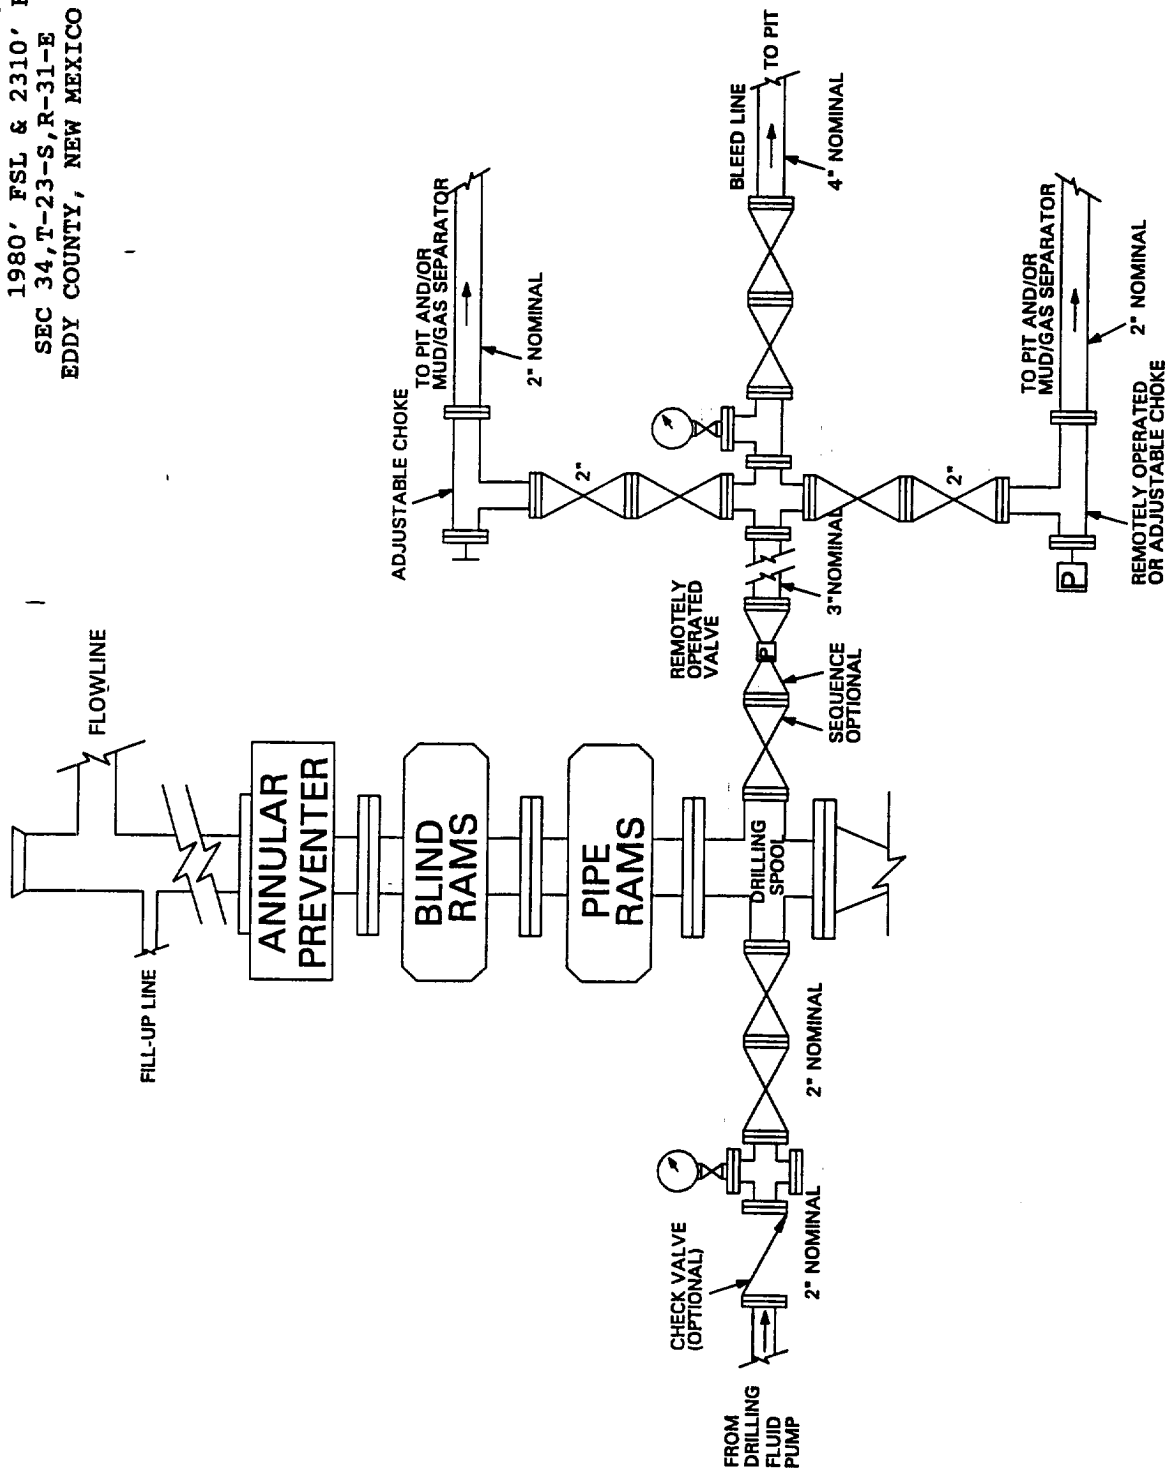 1980' FSL & 2310'
SEC 34,T-23-S,R-31-E
EDDY COUNTY, NEW MEXICO
FLOWLINE
FILL-UP LINE
ANNULAR
PREVENTER
BLIND
RAMS
PIPE
RAMS
DRILLING
SPOOL
ADJUSTABLE CHOKE
TO PIT AND/OR
MUD/GAS SEPARATOR
2" NOMINAL
2"
REMOTELY
OPERATED
VALVE
P
SEQUENCE
OPTIONAL
3"NOMINAL
BLEED LINE
TO PIT
4" NOMINAL
2"
TO PIT AND/OR
MUD/GAS SEPARATOR
2" NOMINAL
P
REMOTELY OPERATED
OR ADJUSTABLE CHOKE
FROM
DRILLING
FLUID
PUMP
CHECK VALVE
(OPTIONAL)
2" NOMINAL
2" NOMINAL